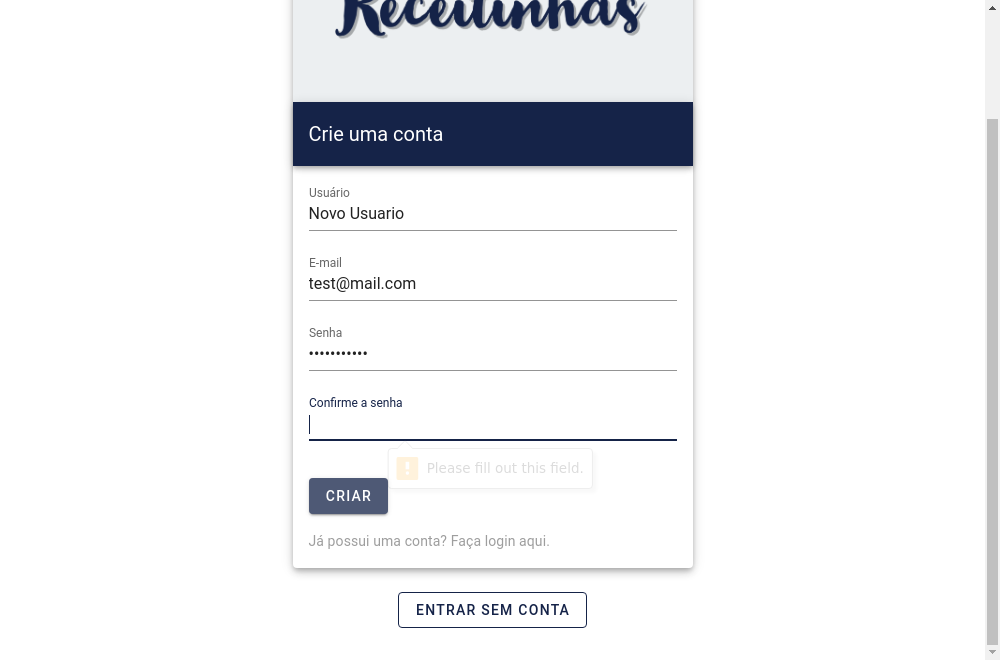 Receitinhas
Crie uma conta
Usuário
Novo Usuario
E-mail
test@mail.com
Senha
•••••••••••
Confirme a senha
Please fill out this field.
CRIAR
Já possui uma conta? Faça login aqui.
ENTRAR SEM CONTA